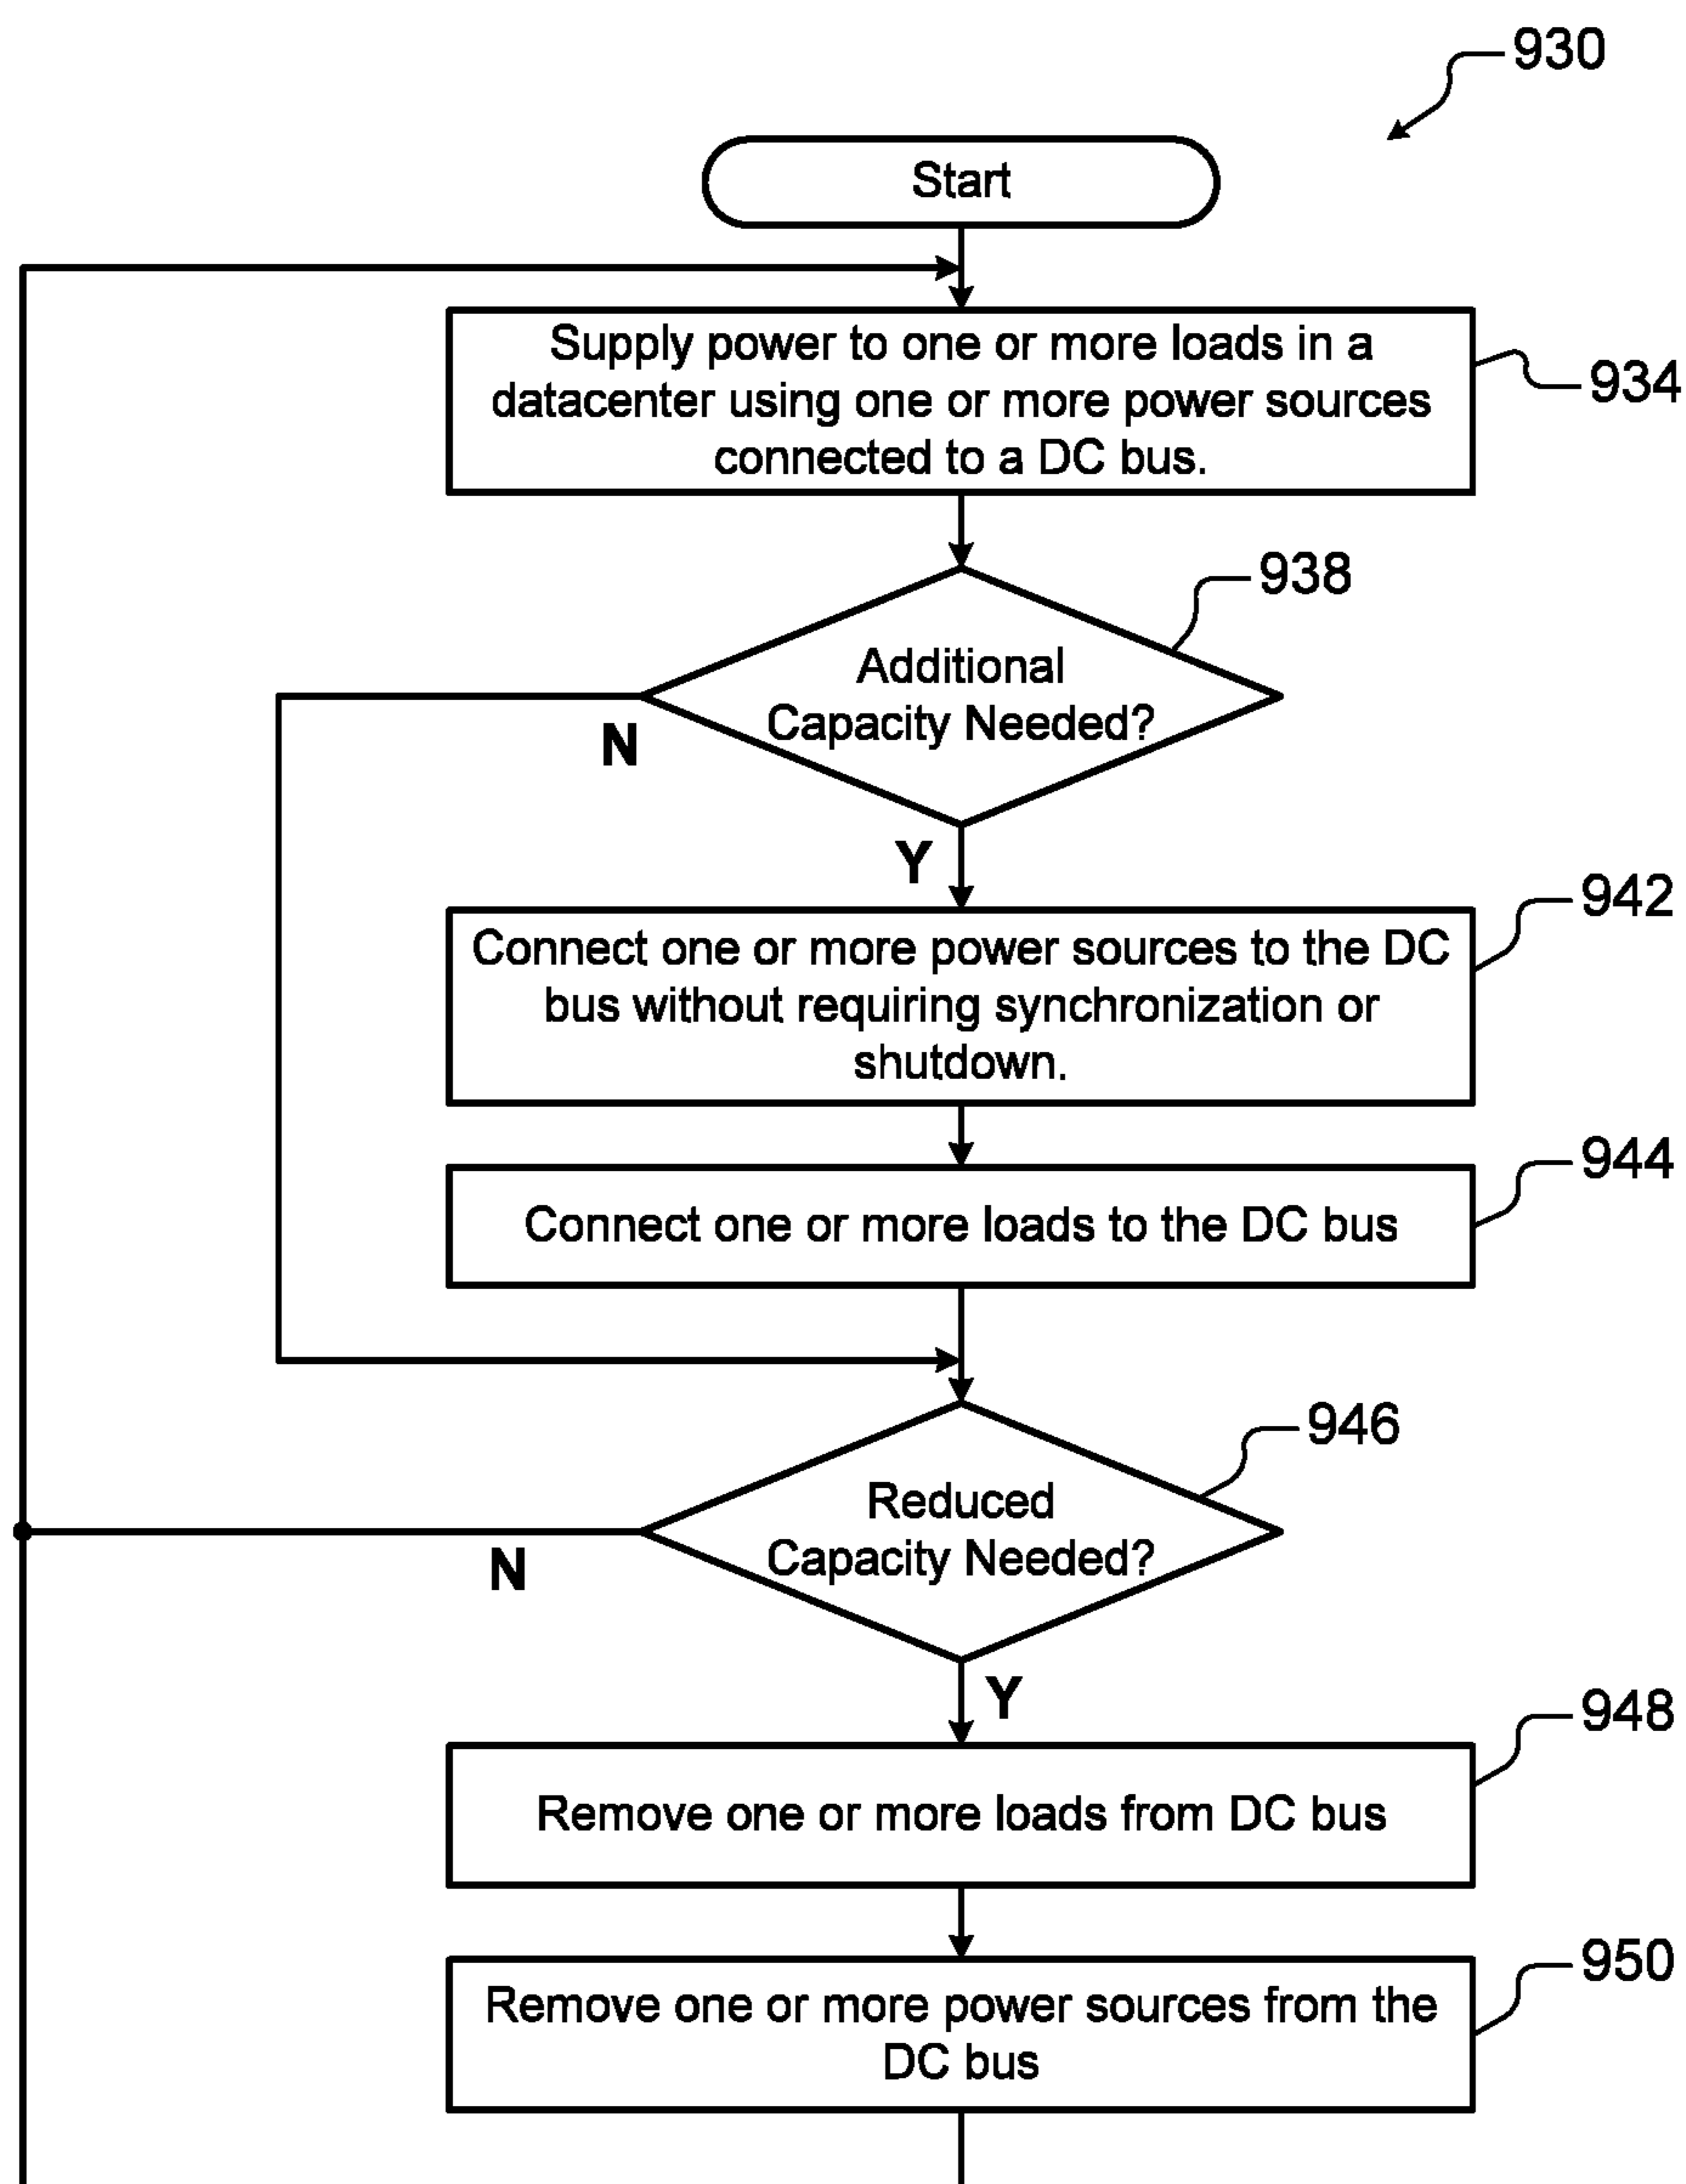 930
Start
Supply power to one or more loads in a
datacenter using one or more power sources
connected to a DC bus.
934
938
Additional
Capacity Needed?
N
Y
942
Connect one or more power sources to the DC
bus without requiring synchronization or
shutdown.
944
Connect one or more loads to the DC bus
946
Reduced
Capacity Needed?
N
Y
948
Remove one or more loads from DC bus
950
Remove one or more power sources from the
DC bus